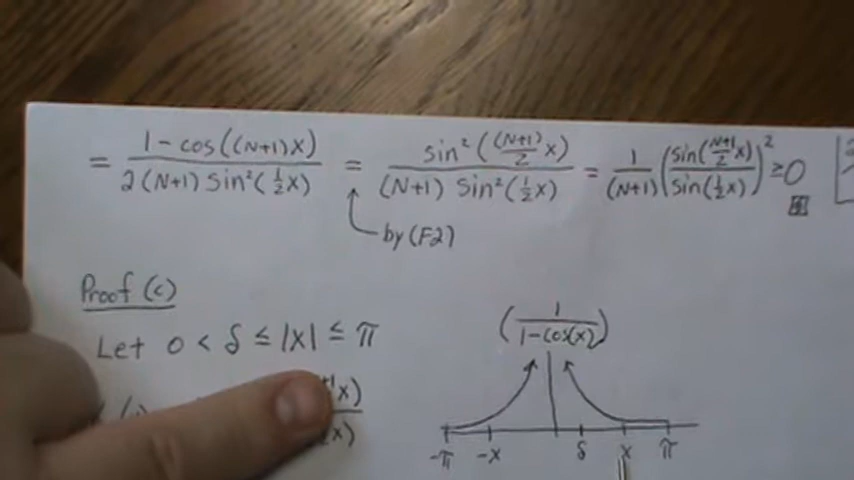 = 1 - cos((N+1)x) / 2(N+1) sin²(½x) = sin²((N+1)/2 x) / (N+1) sin²(½x) = 1/(N+1) (sin(N+1/2 x) / sin(½x))² ≥ 0
by (F2)
Proof (c)
Let 0 < δ ≤ |x| ≤ π
(1 / 1-cos(x))
x)
x)
-π -x δ x π